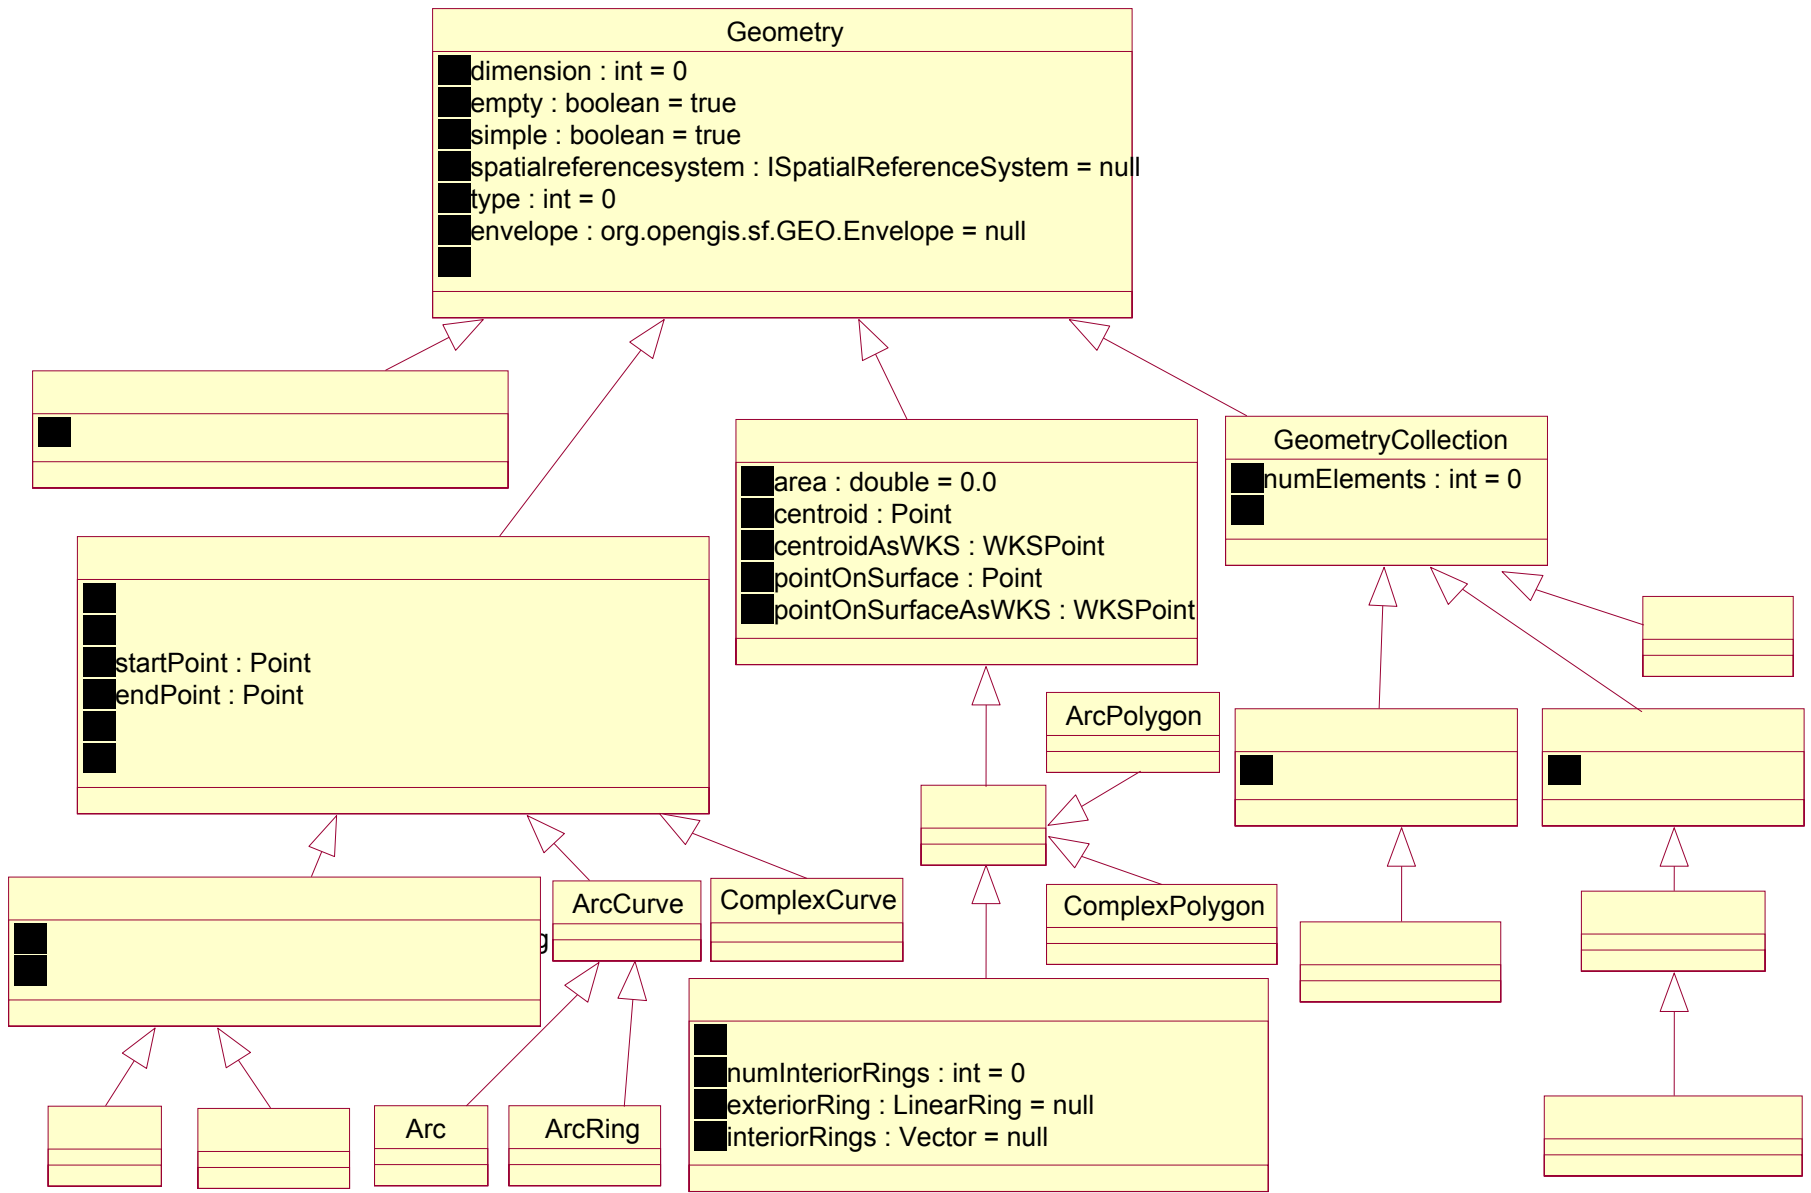 Geometry
dimension : int = 0
empty : boolean = true
simple : boolean = true
spatialreferencesystem : ISpatialReferenceSystem = null
type : int = 0
envelope : org.opengis.sf.GEO.Envelope = null
area : double = 0.0
centroid : Point
centroidAsWKS : WKSPoint
pointOnSurface : Point
pointOnSurfaceAsWKS : WKSPoint
GeometryCollection
numElements : int = 0
startPoint : Point
endPoint : Point
ArcPolygon
ArcCurve
ComplexCurve
ComplexPolygon
g
numInteriorRings : int = 0
exteriorRing : LinearRing = null
interiorRings : Vector = null
Arc
ArcRing